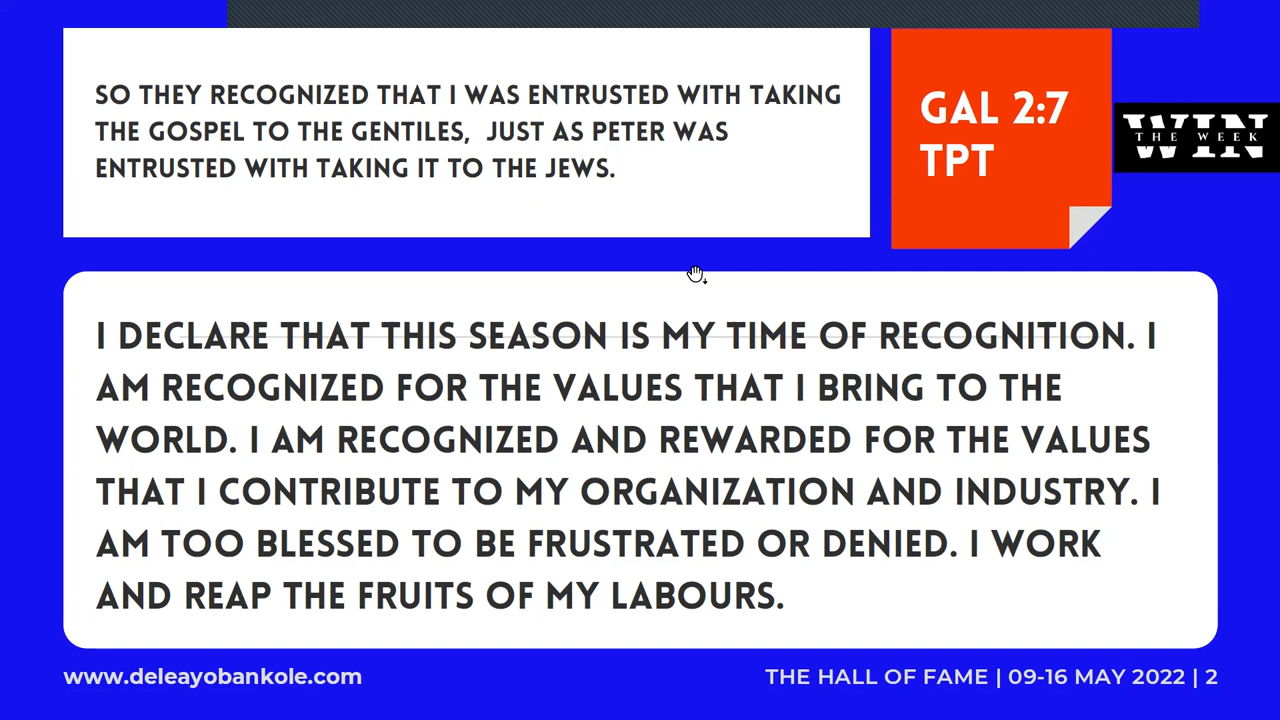 SO THEY RECOGNIZED THAT I WAS ENTRUSTED WITH TAKING
THE GOSPEL TO THE GENTILES,  JUST AS PETER WAS
ENTRUSTED WITH TAKING IT TO THE JEWS.
GAL 2:7
TPT
WIN
THE WEEK
I DECLARE THAT THIS SEASON IS MY TIME OF RECOGNITION. I
AM RECOGNIZED FOR THE VALUES THAT I BRING TO THE
WORLD. I AM RECOGNIZED AND REWARDED FOR THE VALUES
THAT I CONTRIBUTE TO MY ORGANIZATION AND INDUSTRY. I
AM TOO BLESSED TO BE FRUSTRATED OR DENIED. I WORK
AND REAP THE FRUITS OF MY LABOURS.
www.deleayobankole.com
THE HALL OF FAME | 09-16 MAY 2022 | 2